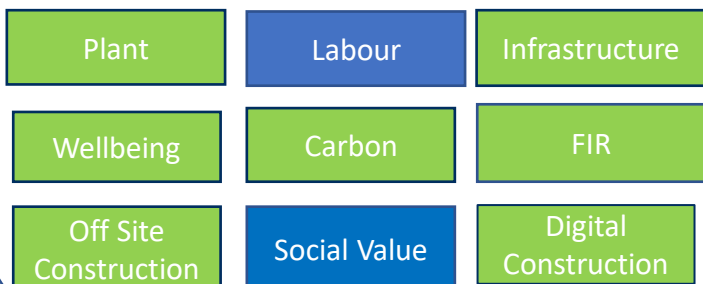 Plant
Labour
Infrastructure
Wellbeing
Carbon
FIR
Off Site
Construction
Social Value
Digital
Construction